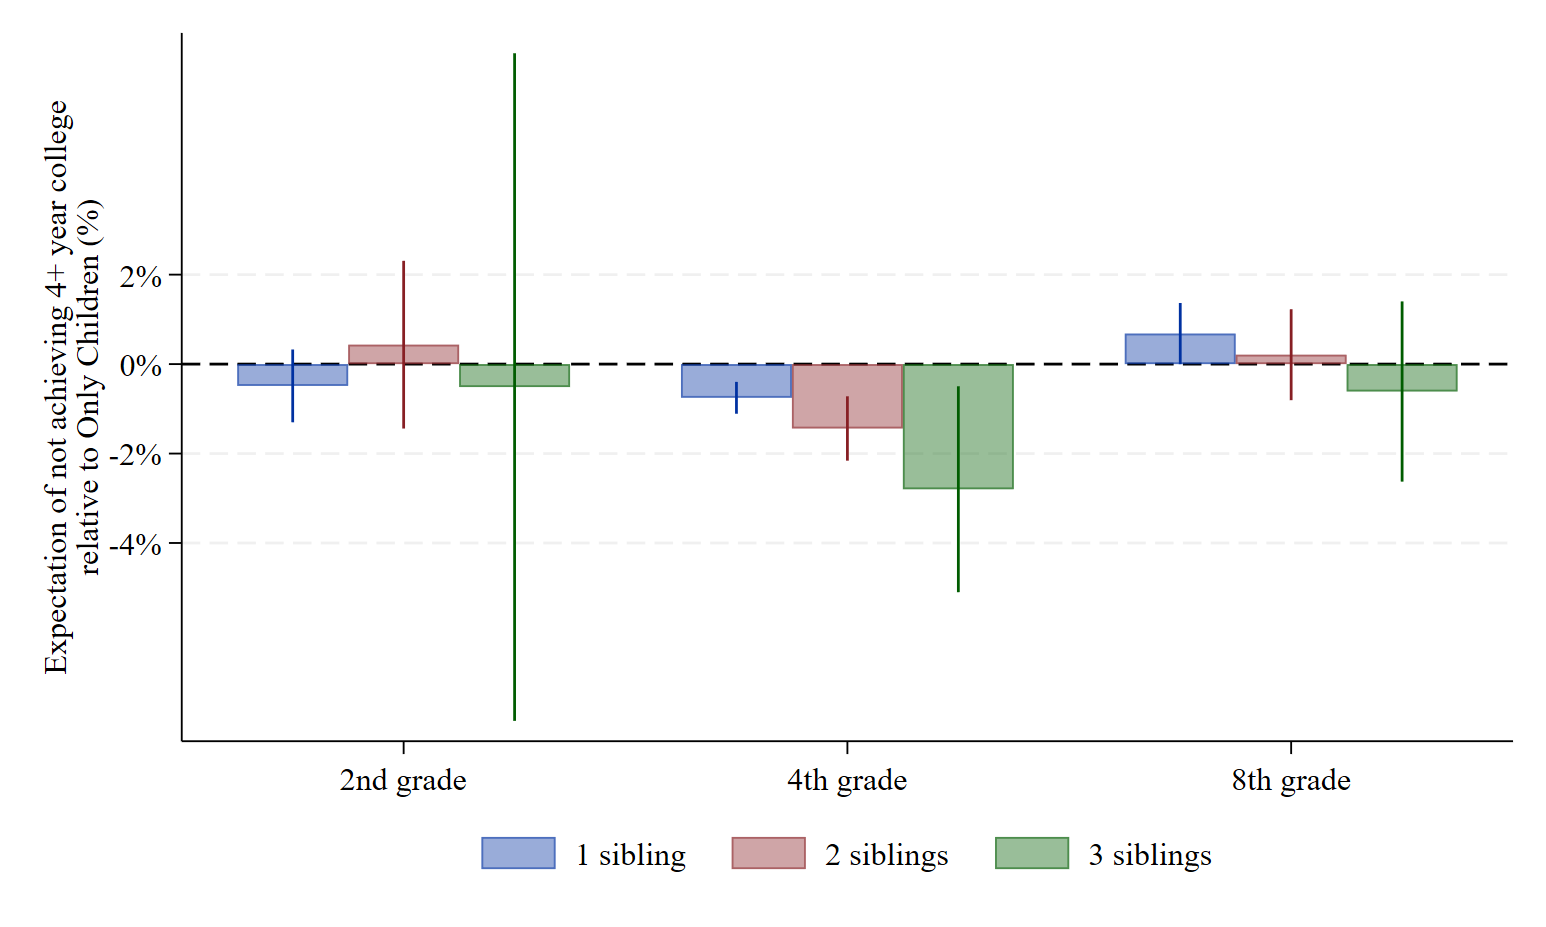 Expectation of not achieving 4+ year college
relative to Only Children (%)
2%
0%
-2%
-4%
2nd grade
4th grade
8th grade
1 sibling
2 siblings
3 siblings